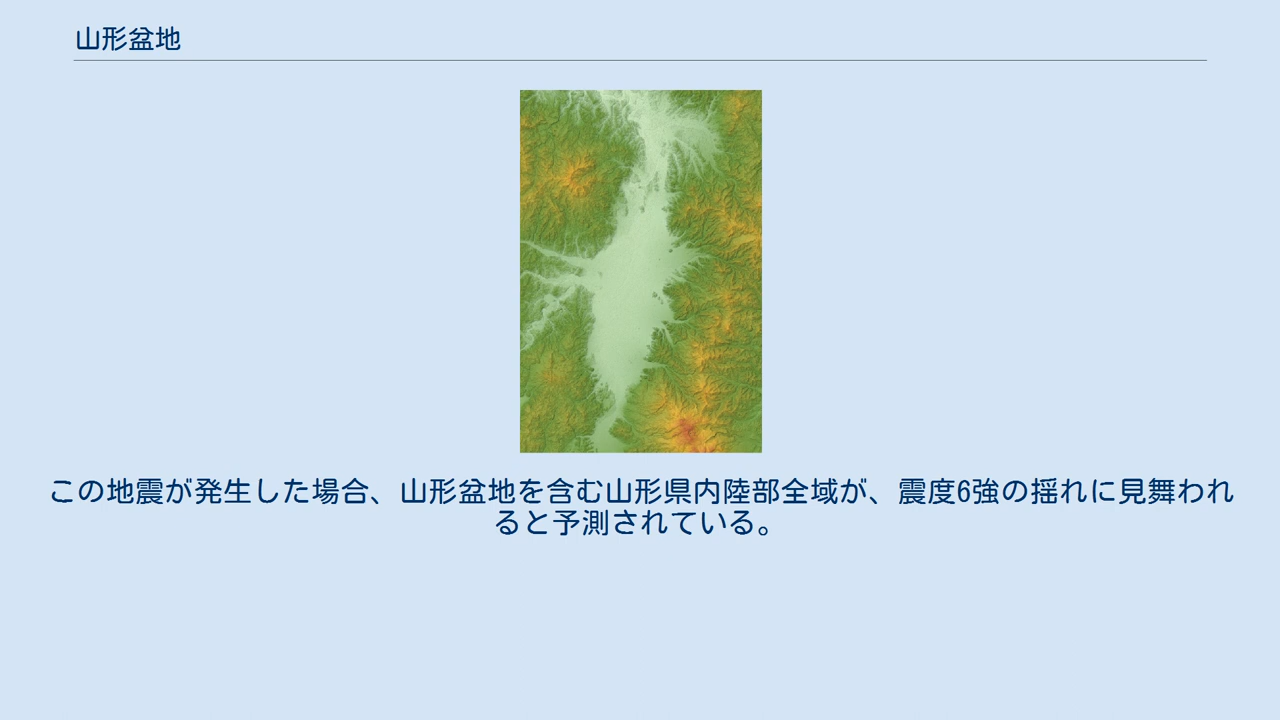 山形盆地
この地震が発生した場合、山形盆地を含む山形県内陸部全域が、震度6強の揺れに見舞われ
ると予測されている。